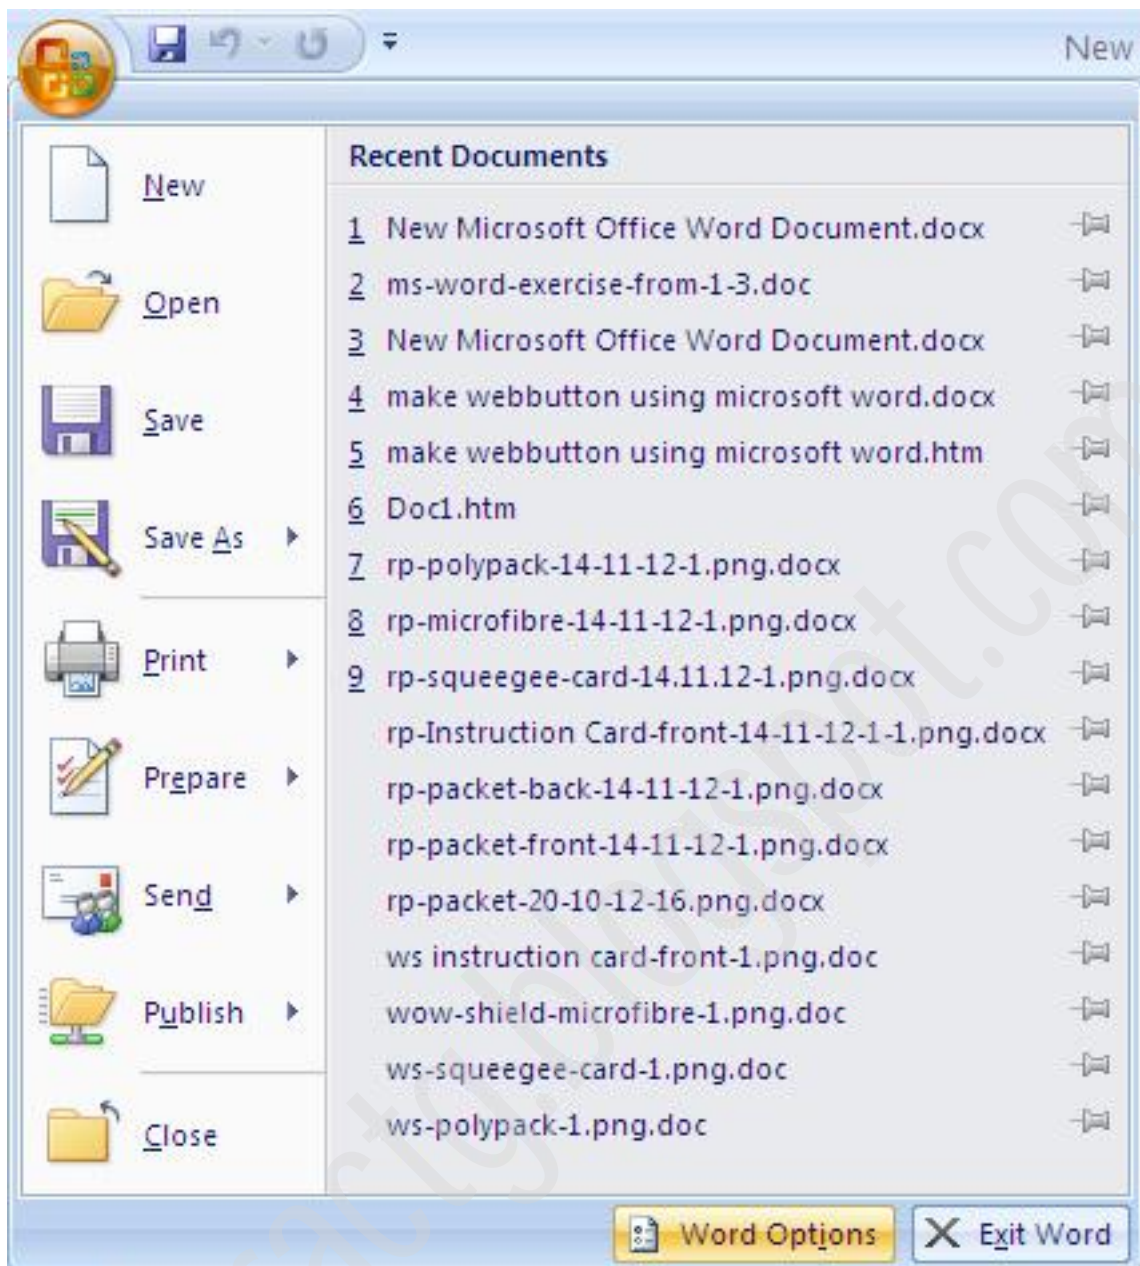 New
New
Open
Save
Save As
Print
Prepare
Send
Publish
Close
Recent Documents
1 New Microsoft Office Word Document.docx
2 ms-word-exercise-from-1-3.doc
3 New Microsoft Office Word Document.docx
4 make webbutton using microsoft word.docx
5 make webbutton using microsoft word.htm
6 Doc1.htm
7 rp-polypack-14-11-12-1.png.docx
8 rp-microfibre-14-11-12-1.png.docx
9 rp-squeegee-card-14.11.12-1.png.docx
rp-Instruction Card-front-14-11-12-1-1.png.docx
rp-packet-back-14-11-12-1.png.docx
rp-packet-front-14-11-12-1.png.docx
rp-packet-20-10-12-16.png.docx
ws instruction card-front-1.png.doc
wow-shield-microfibre-1.png.doc
ws-squeegee-card-1.png.doc
ws-polypack-1.png.doc
Word Options
Exit Word